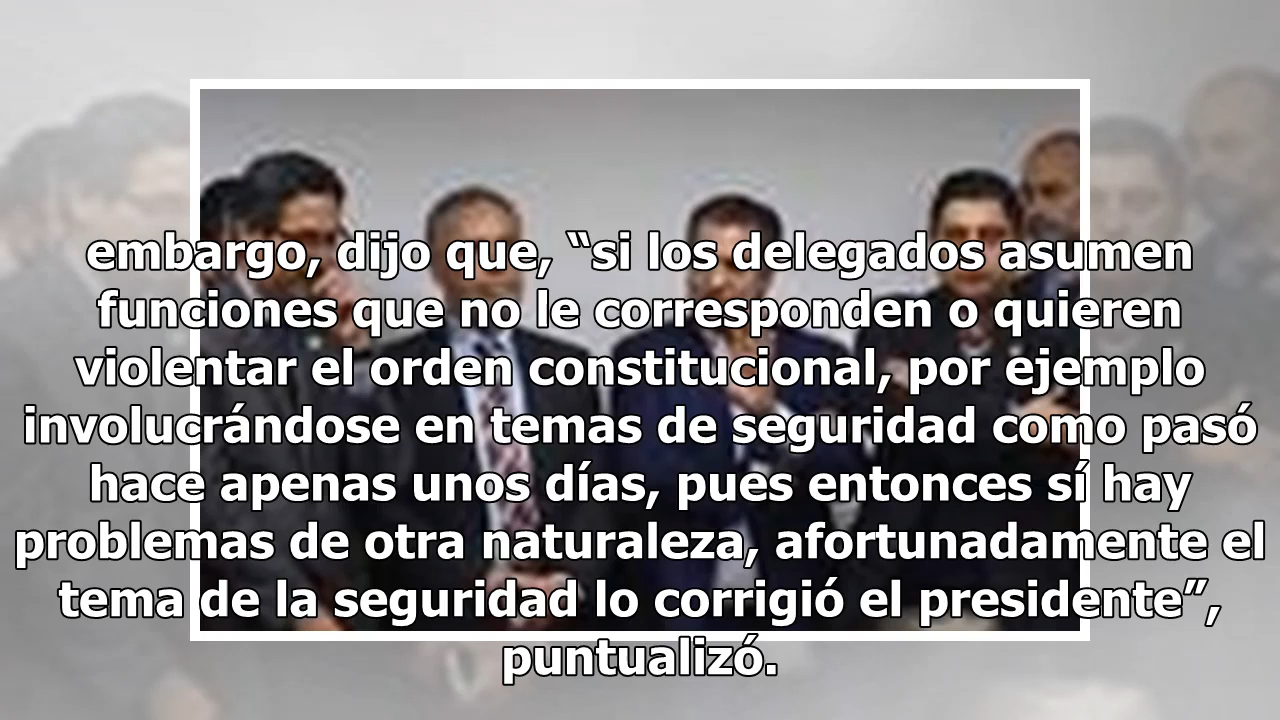 embargo, dijo que, “si los delegados asumen
funciones que no le corresponden o quieren
violentar el orden constitucional, por ejemplo
involucrándose en temas de seguridad como pasó
hace apenas unos días, pues entonces sí hay
problemas de otra naturaleza, afortunadamente el
tema de la seguridad lo corrigió el presidente”,
puntualizó.